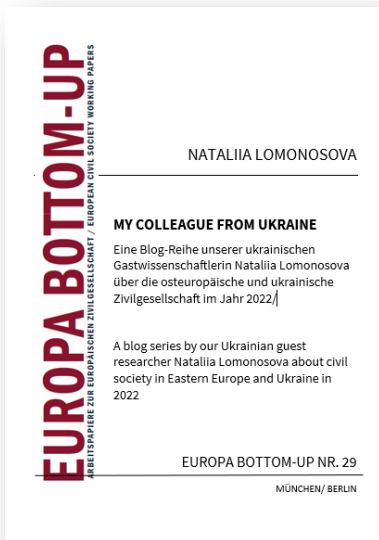 EUROPA BOTTOM-UP
ARBEITSPAPIERE ZUR EUROPÄISCHEN ZIVILGESELLSCHAFT / EUROPEAN CIVIL SOCIETY WORKING PAPERS
NATALIIA LOMONOSOVA
MY COLLEAGUE FROM UKRAINE
Eine Blog-Reihe unserer ukrainischen
Gastwissenschaftlerin Nataliia Lomonosova
über die osteuropäische und ukrainische
Zivilgesellschaft im Jahr 2022/
A blog series by our Ukrainian guest
researcher Nataliia Lomonosova about civil
society in Eastern Europe and Ukraine in
2022
EUROPA BOTTOM-UP NR. 29
MÜNCHEN/ BERLIN